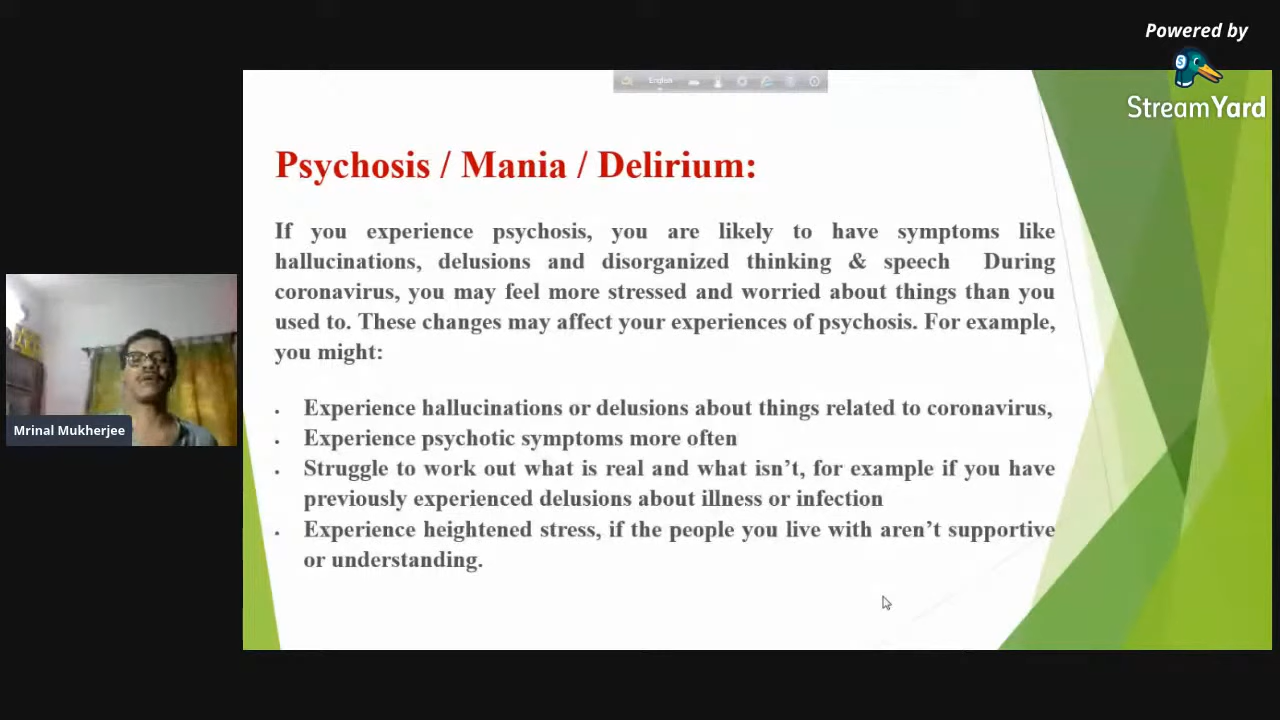 Powered by
StreamYard
English
Psychosis / Mania / Delirium:
If you experience psychosis, you are likely to have symptoms like
hallucinations, delusions and disorganized thinking & speech During
coronavirus, you may feel more stressed and worried about things than you
used to. These changes may affect your experiences of psychosis. For example,
you might:
• Experience hallucinations or delusions about things related to coronavirus,
• Experience psychotic symptoms more often
• Struggle to work out what is real and what isn’t, for example if you have
previously experienced delusions about illness or infection
• Experience heightened stress, if the people you live with aren’t supportive
or understanding.
Mrinal Mukherjee